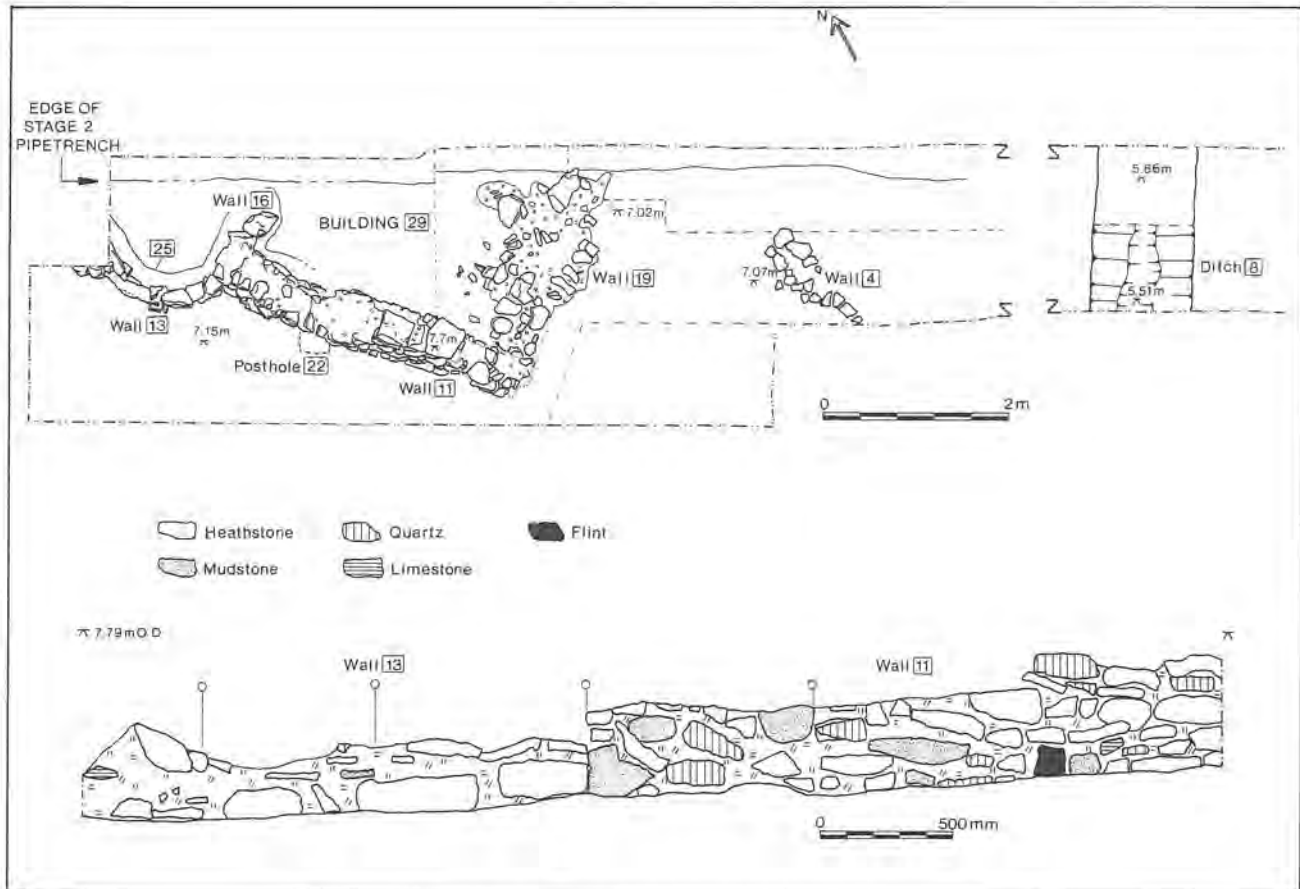 N
EDGE OF
STAGE 2
PIPETRENCH
Wall 16
BUILDING 29
25
Wall 13
7.15m
Posthole 22
Wall 11
7.7m
7.02m
Wall 19
7.07m
Wall 4
5.86m
5.51m
Ditch 8
0 2m
Heathstone
Quartz
Flint
Mudstone
Limestone
7.79mO.D
Wall 13
Wall 11
0 500mm